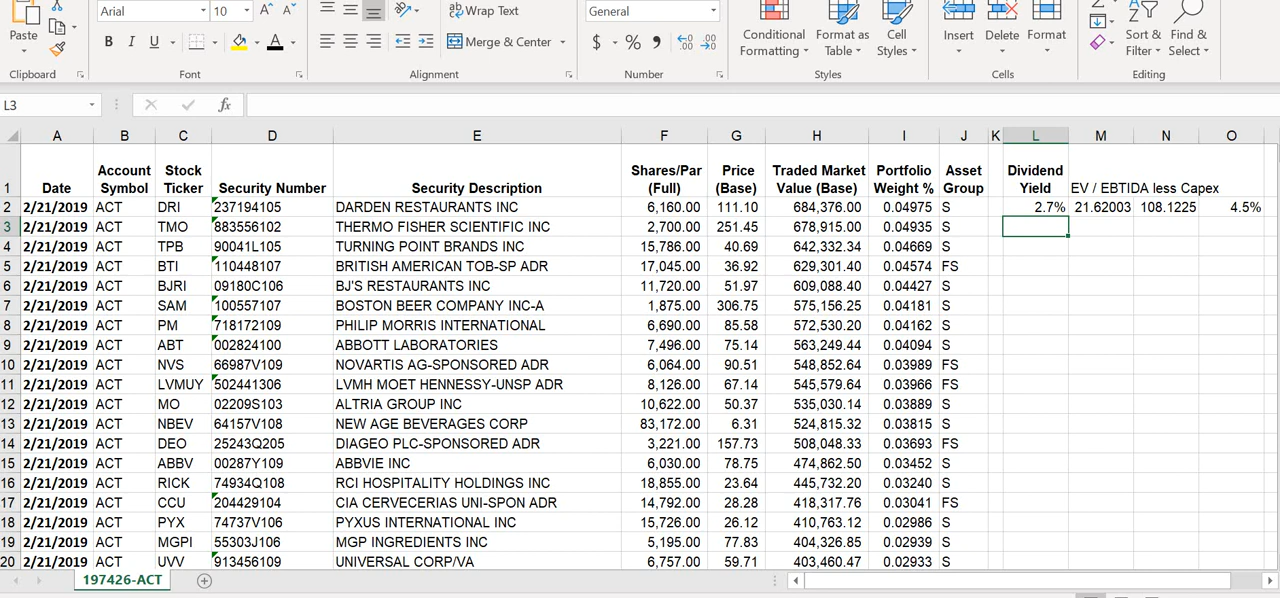 Arial 10 A A Wrap Text General
Paste B I U A Merge & Center $ % 9 .00 .00 Conditional Formatting Format as Table Cell Styles Insert Delete Format Sort & Filter Find & Select
Clipboard Font Alignment Number Styles Cells Editing
L3 fx
A B C D E F G H I J K L M N O
1 Date Account Symbol Stock Ticker Security Number Security Description Shares/Par (Full) Price (Base) Traded Market Value (Base) Portfolio Weight % Asset Group Dividend Yield EV / EBTIDA less Capex
2 2/21/2019 ACT DRI 237194105 DARDEN RESTAURANTS INC 6,160.00 111.10 684,376.00 0.04975 S 2.7% 21.62003 108.1225 4.5%
3 2/21/2019 ACT TMO 883556102 THERMO FISHER SCIENTIFIC INC 2,700.00 251.45 678,915.00 0.04935 S
4 2/21/2019 ACT TPB 90041L105 TURNING POINT BRANDS INC 15,786.00 40.69 642,332.34 0.04669 S
5 2/21/2019 ACT BTI 110448107 BRITISH AMERICAN TOB-SP ADR 17,045.00 36.92 629,301.40 0.04574 FS
6 2/21/2019 ACT BJRI 09180C106 BJ'S RESTAURANTS INC 11,720.00 51.97 609,088.40 0.04427 S
7 2/21/2019 ACT SAM 100557107 BOSTON BEER COMPANY INC-A 1,875.00 306.75 575,156.25 0.04181 S
8 2/21/2019 ACT PM 718172109 PHILIP MORRIS INTERNATIONAL 6,690.00 85.58 572,530.20 0.04162 S
9 2/21/2019 ACT ABT 002824100 ABBOTT LABORATORIES 7,496.00 75.14 563,249.44 0.04094 S
10 2/21/2019 ACT NVS 66987V109 NOVARTIS AG-SPONSORED ADR 6,064.00 90.51 548,852.64 0.03989 FS
11 2/21/2019 ACT LVMUY 502441306 LVMH MOET HENNESSY-UNSP ADR 8,126.00 67.14 545,579.64 0.03966 FS
12 2/21/2019 ACT MO 02209S103 ALTRIA GROUP INC 10,622.00 50.37 535,030.14 0.03889 S
13 2/21/2019 ACT NBEV 64157V108 NEW AGE BEVERAGES CORP 83,172.00 6.31 524,815.32 0.03815 S
14 2/21/2019 ACT DEO 25243Q205 DIAGEO PLC-SPONSORED ADR 3,221.00 157.73 508,048.33 0.03693 FS
15 2/21/2019 ACT ABBV 00287Y109 ABBVIE INC 6,030.00 78.75 474,862.50 0.03452 S
16 2/21/2019 ACT RICK 74934Q108 RCI HOSPITALITY HOLDINGS INC 18,855.00 23.64 445,732.20 0.03240 S
17 2/21/2019 ACT CCU 204429104 CIA CERVECERIAS UNI-SPON ADR 14,792.00 28.28 418,317.76 0.03041 FS
18 2/21/2019 ACT PYX 74737V106 PYXUS INTERNATIONAL INC 15,726.00 26.12 410,763.12 0.02986 S
19 2/21/2019 ACT MGPI 55303J106 MGP INGREDIENTS INC 5,195.00 77.83 404,326.85 0.02939 S
20 2/21/2019 ACT UVV 913456109 UNIVERSAL CORP/VA 6,757.00 59.71 403,460.47 0.02933 S
197426-ACT